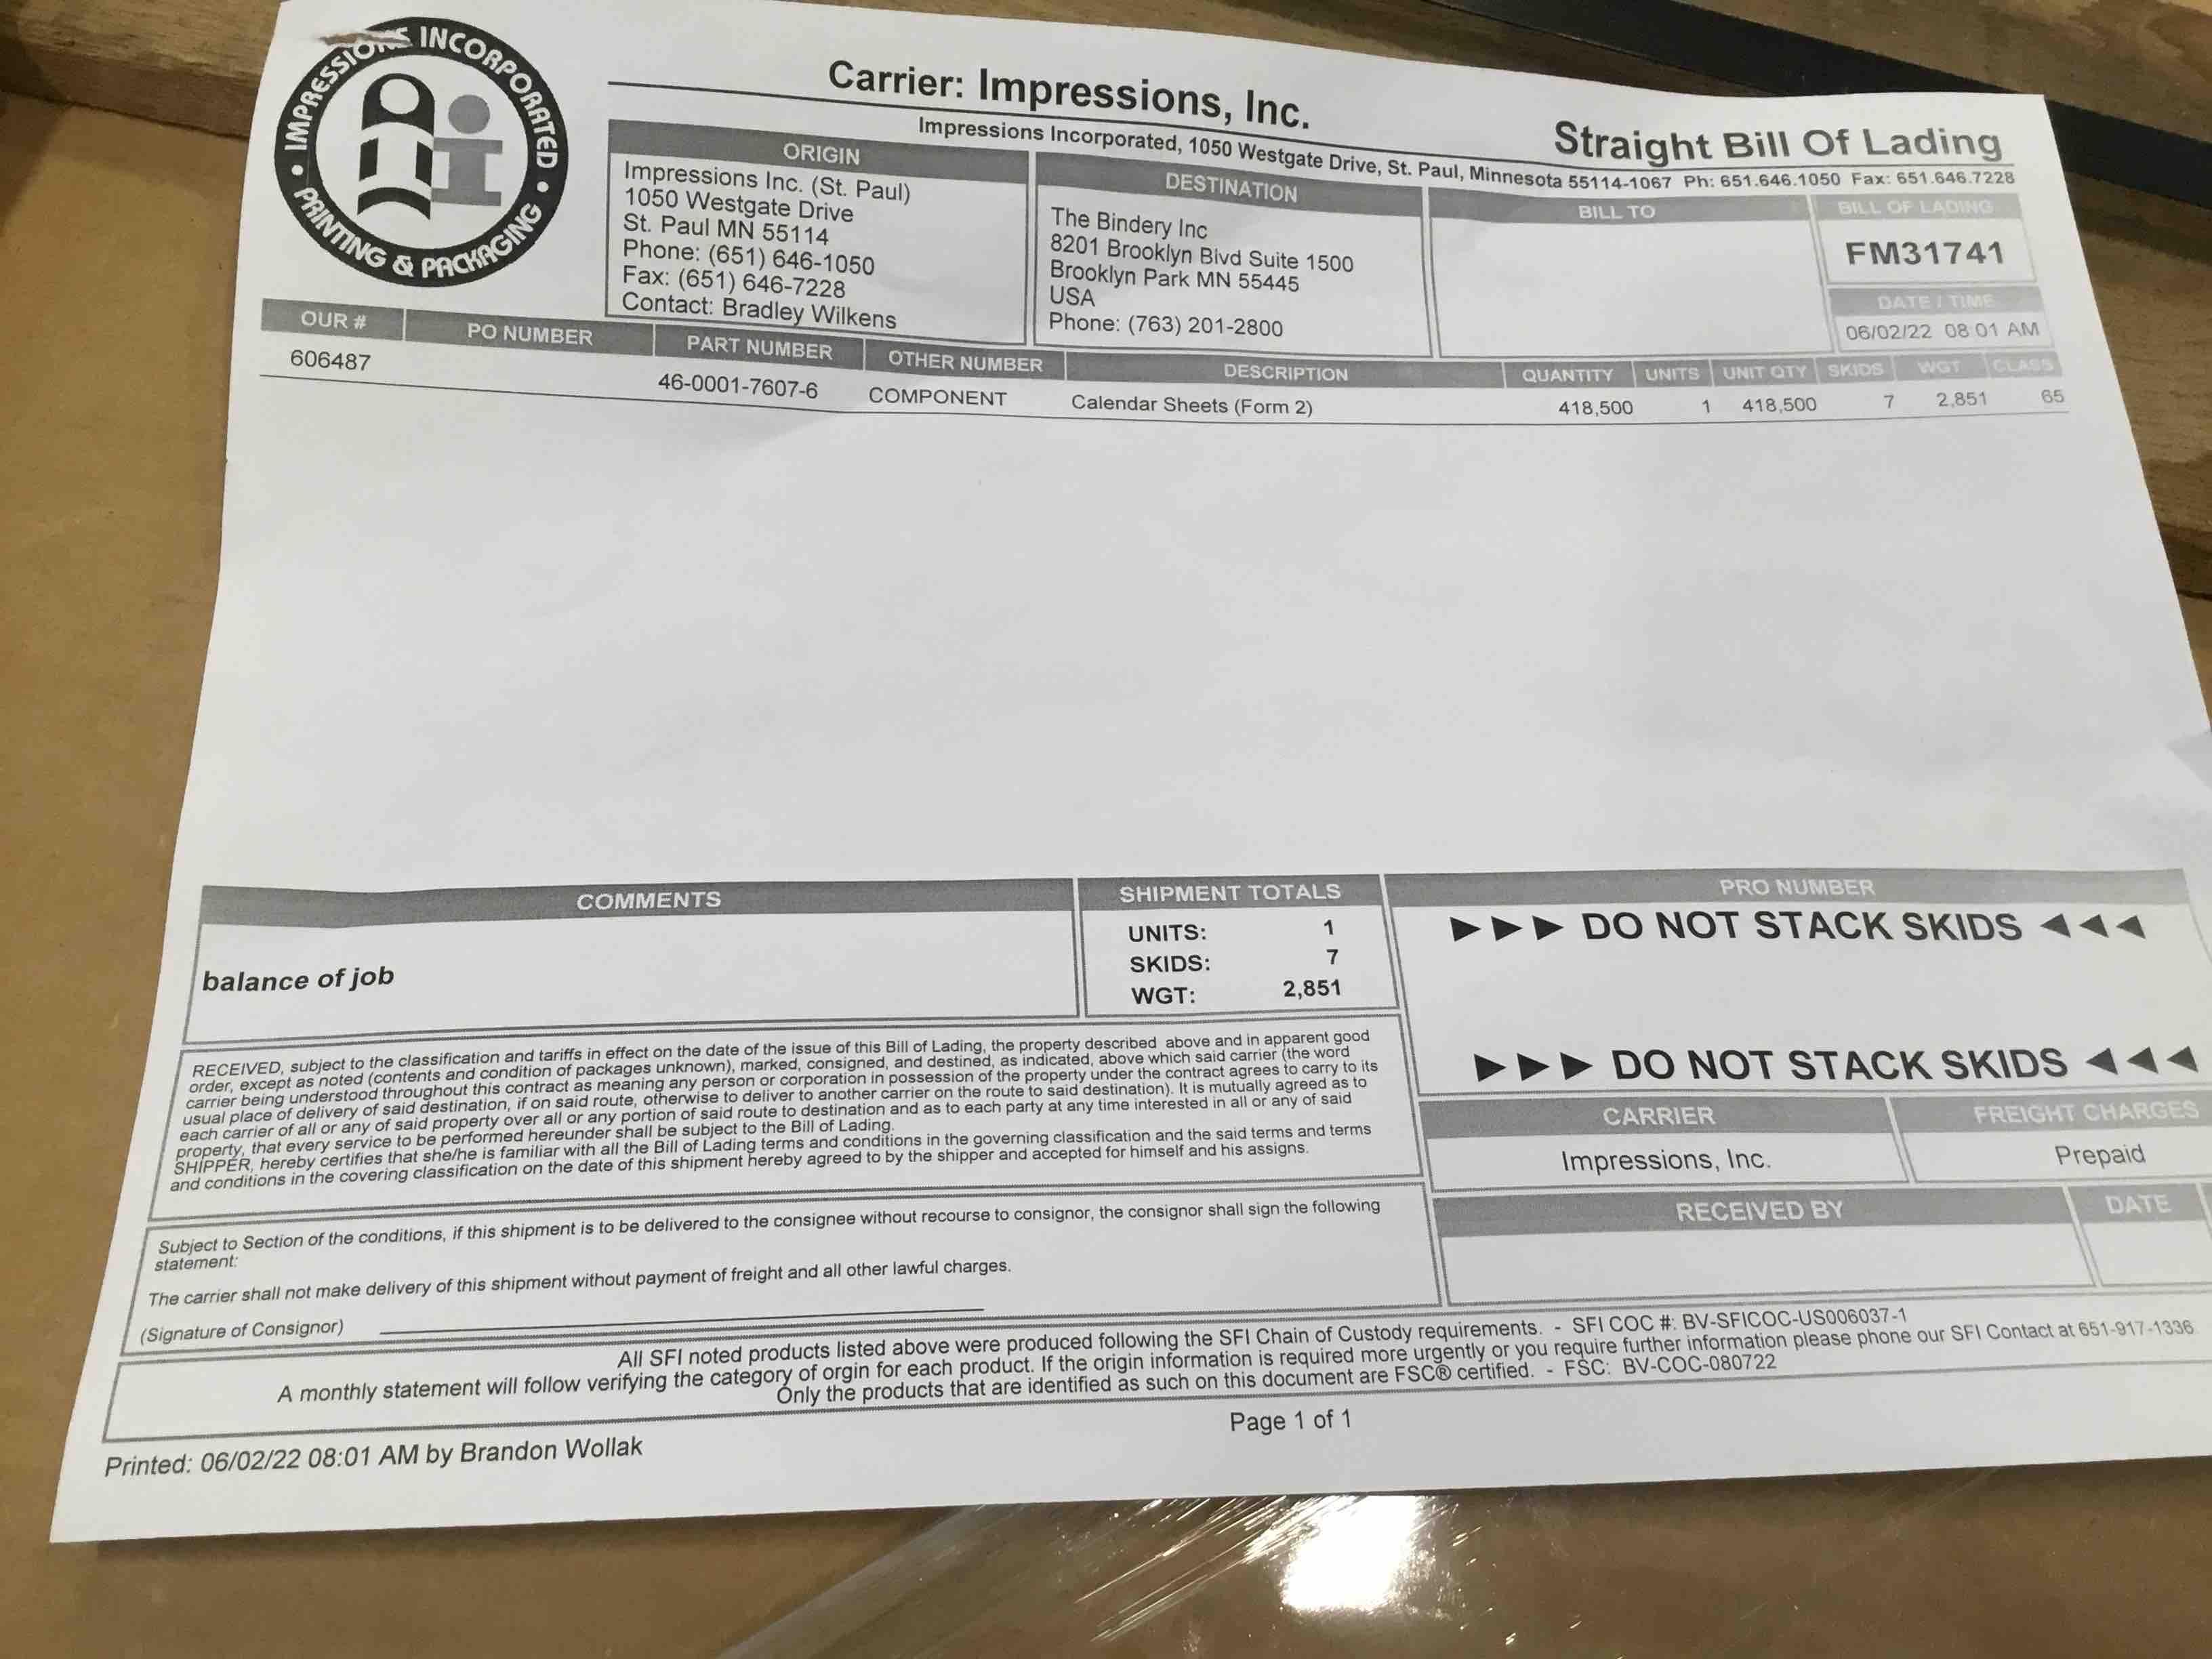 IMPRESSIONS INCORPORATED
• PRINTING & PACKAGING •
Carrier: Impressions, Inc.
Straight Bill Of Lading
Impressions Incorporated, 1050 Westgate Drive, St. Paul, Minnesota 55114-1067 Ph: 651.646.1050 Fax: 651.646.7228
ORIGIN
Impressions Inc. (St. Paul)
1050 Westgate Drive
St. Paul MN 55114
Phone: (651) 646-1050
Fax: (651) 646-7228
Contact: Bradley Wilkens
DESTINATION
The Bindery Inc
8201 Brooklyn Blvd Suite 1500
Brooklyn Park MN 55445
USA
Phone: (763) 201-2800
BILL TO
BILL OF LADING
FM31741
DATE / TIME
06/02/22 08:01 AM
OUR # PO NUMBER PART NUMBER OTHER NUMBER DESCRIPTION QUANTITY UNITS UNIT QTY SKIDS WGT CLASS
606487 46-0001-7607-6 COMPONENT Calendar Sheets (Form 2) 418,500 1 418,500 7 2,851 65
COMMENTS
balance of job
SHIPMENT TOTALS
UNITS: 1
SKIDS: 7
WGT: 2,851
PRO NUMBER
►►► DO NOT STACK SKIDS ◄◄◄
►►► DO NOT STACK SKIDS ◄◄◄
RECEIVED, subject to the classification and tariffs in effect on the date of the issue of this Bill of Lading, the property described above and in apparent good
order, except as noted (contents and condition of packages unknown), marked, consigned, and destined, as indicated, above which said carrier (the word
carrier being understood throughout this contract as meaning any person or corporation in possession of the property under the contract agrees to carry to its
usual place of delivery of said destination, if on said route, otherwise to deliver to another carrier on the route to said destination). It is mutually agreed as to
each carrier of all or any of said property over all or any portion of said route to destination and as to each party at any time interested in all or any of said
property, that every service to be performed hereunder shall be subject to the Bill of Lading.
SHIPPER, hereby certifies that she/he is familiar with all the Bill of Lading terms and conditions in the governing classification and the said terms and terms
and conditions in the covering classification on the date of this shipment hereby agreed to by the shipper and accepted for himself and his assigns.
CARRIER
Impressions, Inc.
FREIGHT CHARGES
Prepaid
RECEIVED BY
DATE
Subject to Section of the conditions, if this shipment is to be delivered to the consignee without recourse to consignor, the consignor shall sign the following
statement:
The carrier shall not make delivery of this shipment without payment of freight and all other lawful charges.
(Signature of Consignor)
All SFI noted products listed above were produced following the SFI Chain of Custody requirements. - SFI COC #: BV-SFICOC-US006037-1
A monthly statement will follow verifying the category of orgin for each product. If the origin information is required more urgently or you require further information please phone our SFI Contact at 651-917-1336
Only the products that are identified as such on this document are FSC® certified. - FSC: BV-COC-080722
Page 1 of 1
Printed: 06/02/22 08:01 AM by Brandon Wollak